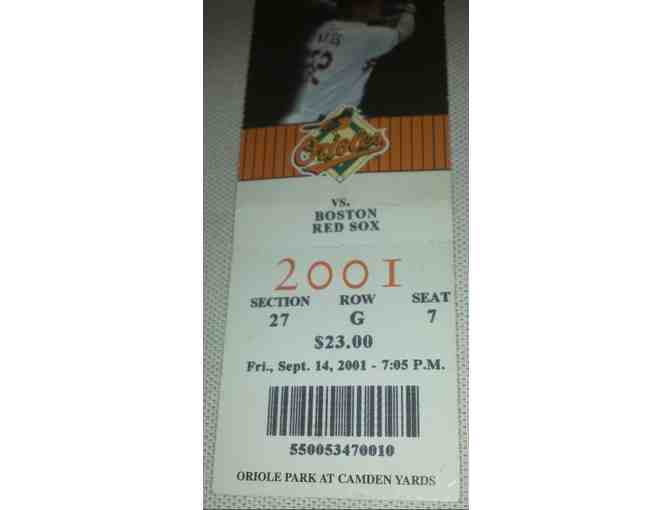 Orioles
VS.
BOSTON
RED SOX
2001
SECTION ROW SEAT
27 G 7
$23.00
Fri., Sept. 14, 2001 - 7:05 P.M.
550053470010
ORIOLE PARK AT CAMDEN YARDS